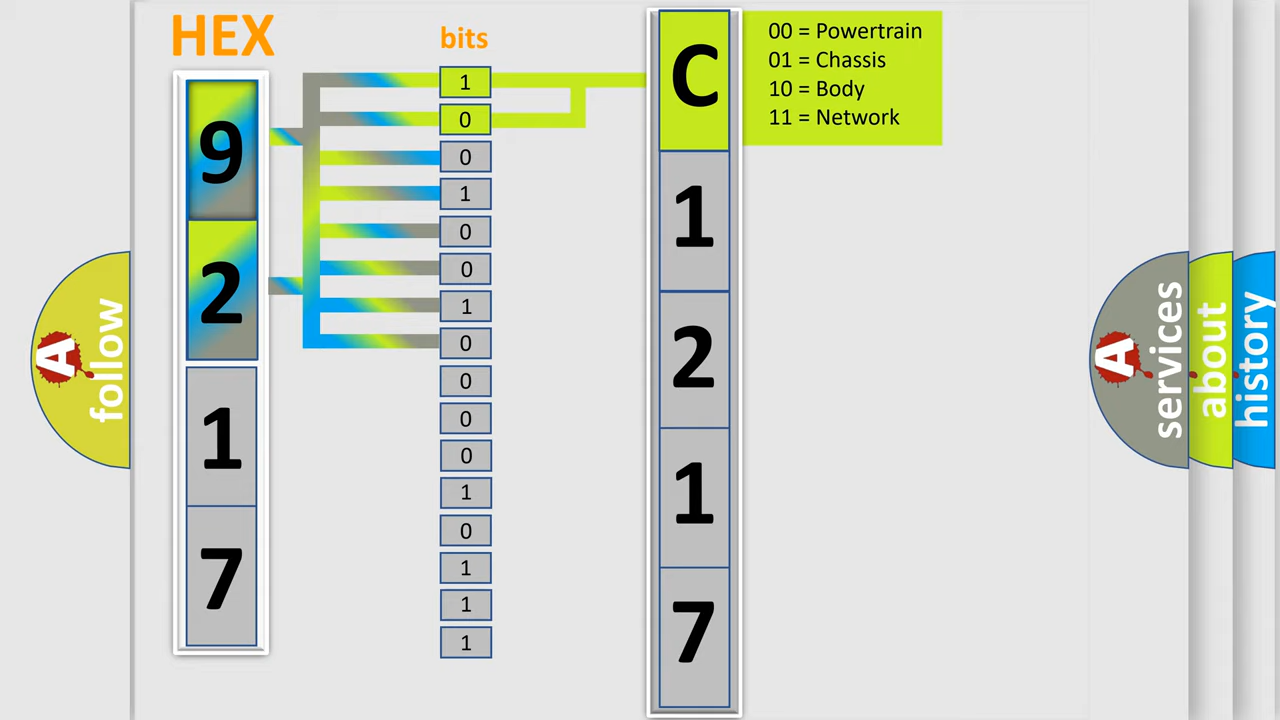 HEX
bits
9
2
1
7
1
0
0
1
0
0
1
0
0
0
0
1
0
1
1
1
C
1
2
1
7
00 = Powertrain
01 = Chassis
10 = Body
11 = Network
A
follow
A
services
about
history